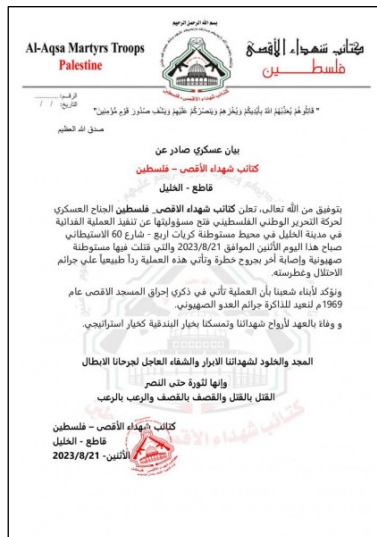 بسم الله الرحمن الرحيم
Al-Aqsa Martyrs Troops
Palestine
كتائب شهداء الأقصى
فلسطين
الرقم: ..............
التاريخ: / /
" قَاتِلُوهُمْ يُعَذِّبْهُمُ اللَّهُ بِأَيْدِيكُمْ وَيُخْزِهِمْ وَيَنصُرْكُمْ عَلَيْهِمْ وَيَشْفِ صُدُورَ قَوْمٍ مُّؤْمِنِينَ"
صدق الله العظيم
بيان عسكري صادر عن
كتائب شهداء الأقصى – فلسطين
قاطع - الخليل
بتوفيق من الله تعالى، تعلن كتائب شهداء الاقصى_ فلسطين الجناح العسكري
لحركة التحرير الوطني الفلسطيني فتح مسؤوليتها عن تنفيذ العملية الفدائية
في مدينة الخليل في محيط مستوطنة كريات اربع - شارع 60 الاستيطاني
صباح هذا اليوم الأثنين الموافق 2023/8/21 والتي قتلت فيها مستوطنة
صهيونية وإصابة أخر بجروح خطرة وتأتي هذه العملية رداً طبيعياً علي جرائم
الاحتلال وغطرسته.
ونؤكد لأبناء شعبنا بأن العملية تأتي في ذكري إحراق المسجد الاقصى عام
1969م لنعيد للذاكرة جرائم العدو الصهيوني.
و وفاءً بالعهد لأرواح شهدائنا وتمسكنا بخيار البندقية كخيار استراتيجي.
المجد والخلود لشهدائنا الابرار والشفاء العاجل لجرحانا الابطال
وإنها لثورة حتى النصر
القتل بالقتل والقصف بالقصف والرعب بالرعب
كتائب شهداء الأقصى – فلسطين
قاطع - الخليل
الأثنين- 2023/8/21